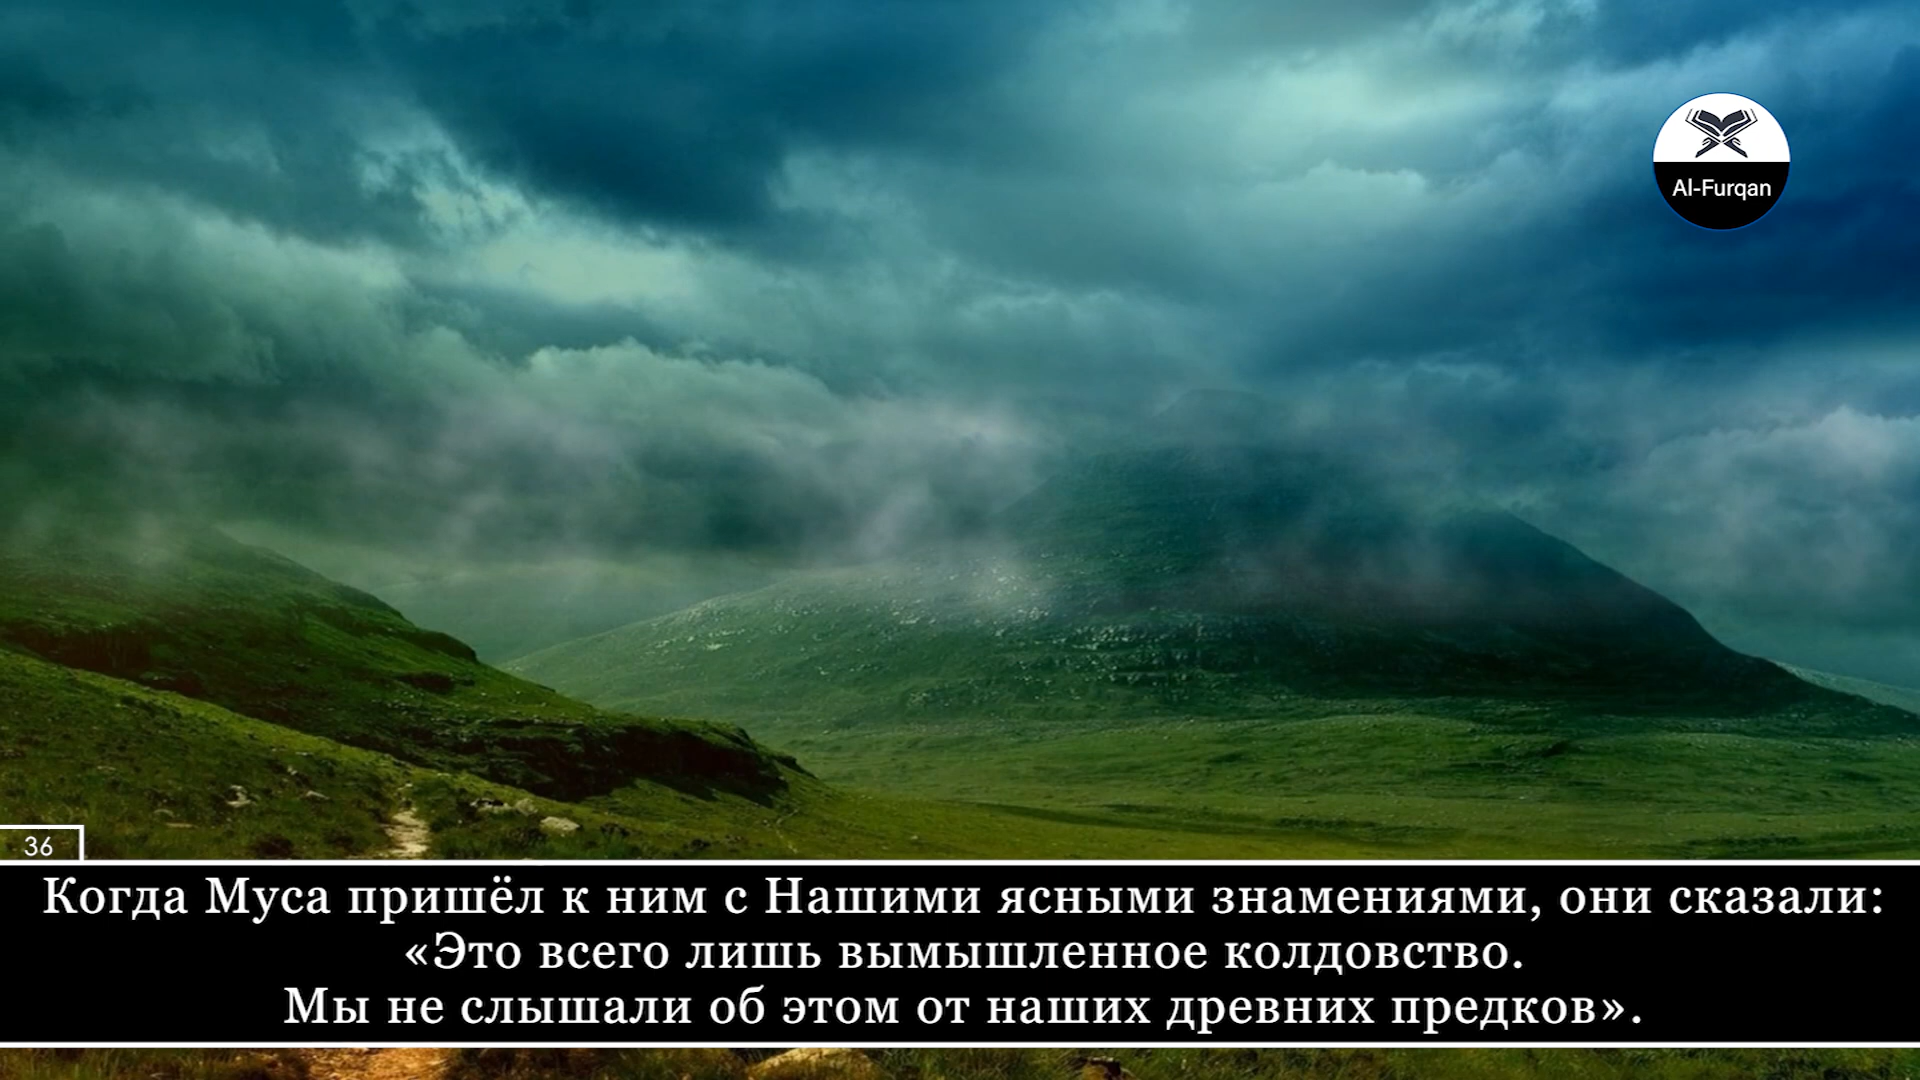 Al-Furqan
36
Когда Муса пришёл к ним с Нашими ясными знамениями, они сказали:
«Это всего лишь вымышленное колдовство.
Мы не слышали об этом от наших древних предков».